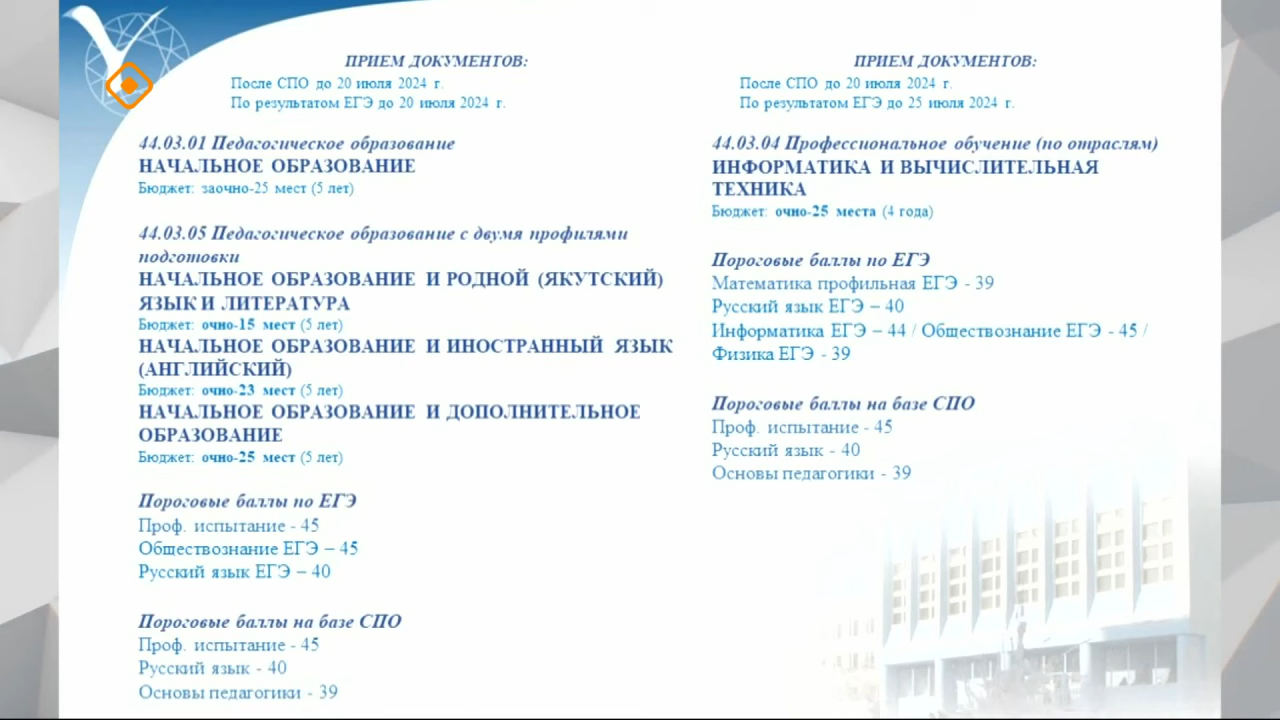 ПРИЕМ ДОКУМЕНТОВ:
После СПО до 20 июля 2024 г.
По результатом ЕГЭ до 20 июля 2024 г.
44.03.01 Педагогическое образование
НАЧАЛЬНОЕ ОБРАЗОВАНИЕ
Бюджет: заочно-25 мест (5 лет)
44.03.05 Педагогическое образование с двумя профилями
подготовки
НАЧАЛЬНОЕ ОБРАЗОВАНИЕ И РОДНОЙ (ЯКУТСКИЙ)
ЯЗЫК И ЛИТЕРАТУРА
Бюджет: очно-15 мест (5 лет)
НАЧАЛЬНОЕ ОБРАЗОВАНИЕ И ИНОСТРАННЫЙ ЯЗЫК
(АНГЛИЙСКИЙ)
Бюджет: очно-23 мест (5 лет)
НАЧАЛЬНОЕ ОБРАЗОВАНИЕ И ДОПОЛНИТЕЛЬНОЕ
ОБРАЗОВАНИЕ
Бюджет: очно-25 мест (5 лет)
Пороговые баллы по ЕГЭ
Проф. испытание - 45
Обществознание ЕГЭ – 45
Русский язык ЕГЭ – 40
Пороговые баллы на базе СПО
Проф. испытание - 45
Русский язык - 40
Основы педагогики - 39
ПРИЕМ ДОКУМЕНТОВ:
После СПО до 20 июля 2024 г.
По результатом ЕГЭ до 25 июля 2024 г.
44.03.04 Профессиональное обучение (по отраслям)
ИНФОРМАТИКА И ВЫЧИСЛИТЕЛЬНАЯ
ТЕХНИКА
Бюджет: очно-25 места (4 года)
Пороговые баллы по ЕГЭ
Математика профильная ЕГЭ - 39
Русский язык ЕГЭ – 40
Информатика ЕГЭ – 44 / Обществознание ЕГЭ - 45 /
Физика ЕГЭ - 39
Пороговые баллы на базе СПО
Проф. испытание - 45
Русский язык - 40
Основы педагогики - 39